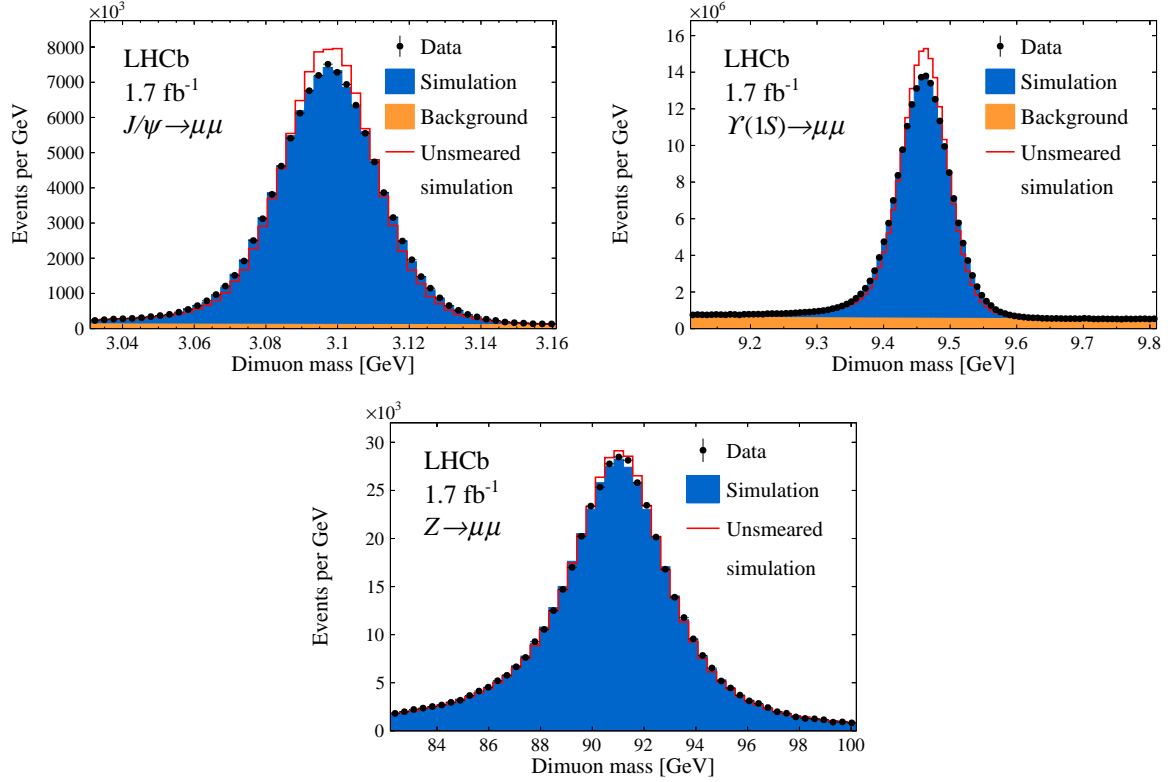 ×10³
LHCb
1.7 fb⁻¹
J/ψ→μμ
Data
Simulation
Background
Unsmeared
simulation
Events per GeV
8000
7000
6000
5000
4000
3000
2000
1000
0
3.04 3.06 3.08 3.10 3.12 3.14 3.16
Dimuon mass [GeV]
×10⁶
LHCb
1.7 fb⁻¹
ϒ(1S)→μμ
Data
Simulation
Background
Unsmeared
simulation
Events per GeV
16
14
12
10
8
6
4
2
0
9.2 9.3 9.4 9.5 9.6 9.7 9.8
Dimuon mass [GeV]
×10³
LHCb
1.7 fb⁻¹
Z→μμ
Data
Simulation
Unsmeared
simulation
Events per GeV
30
25
20
15
10
5
0
84 86 88 90 92 94 96 98 100
Dimuon mass [GeV]